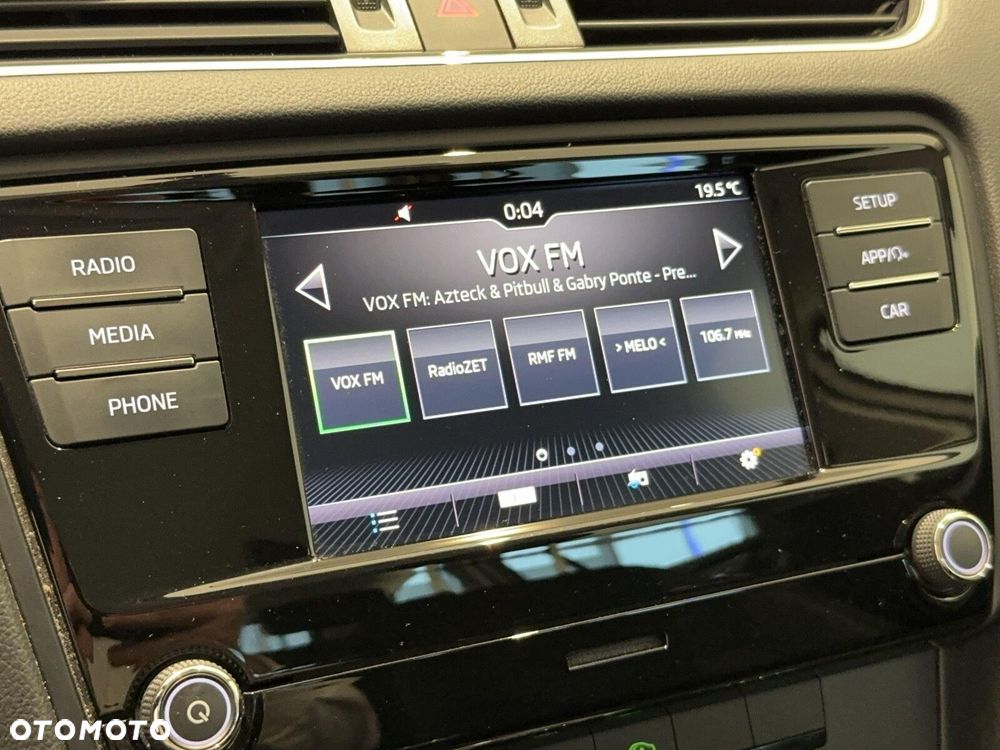 19.5°C
0:04
VOX FM
VOX FM: Azteck & Pitbull & Gabry Ponte - Pre...
VOX FM
RadioZET
RMF FM
> MELO <
106.7 MHz
RADIO
MEDIA
PHONE
SETUP
APP/
CAR
OTOMOTO